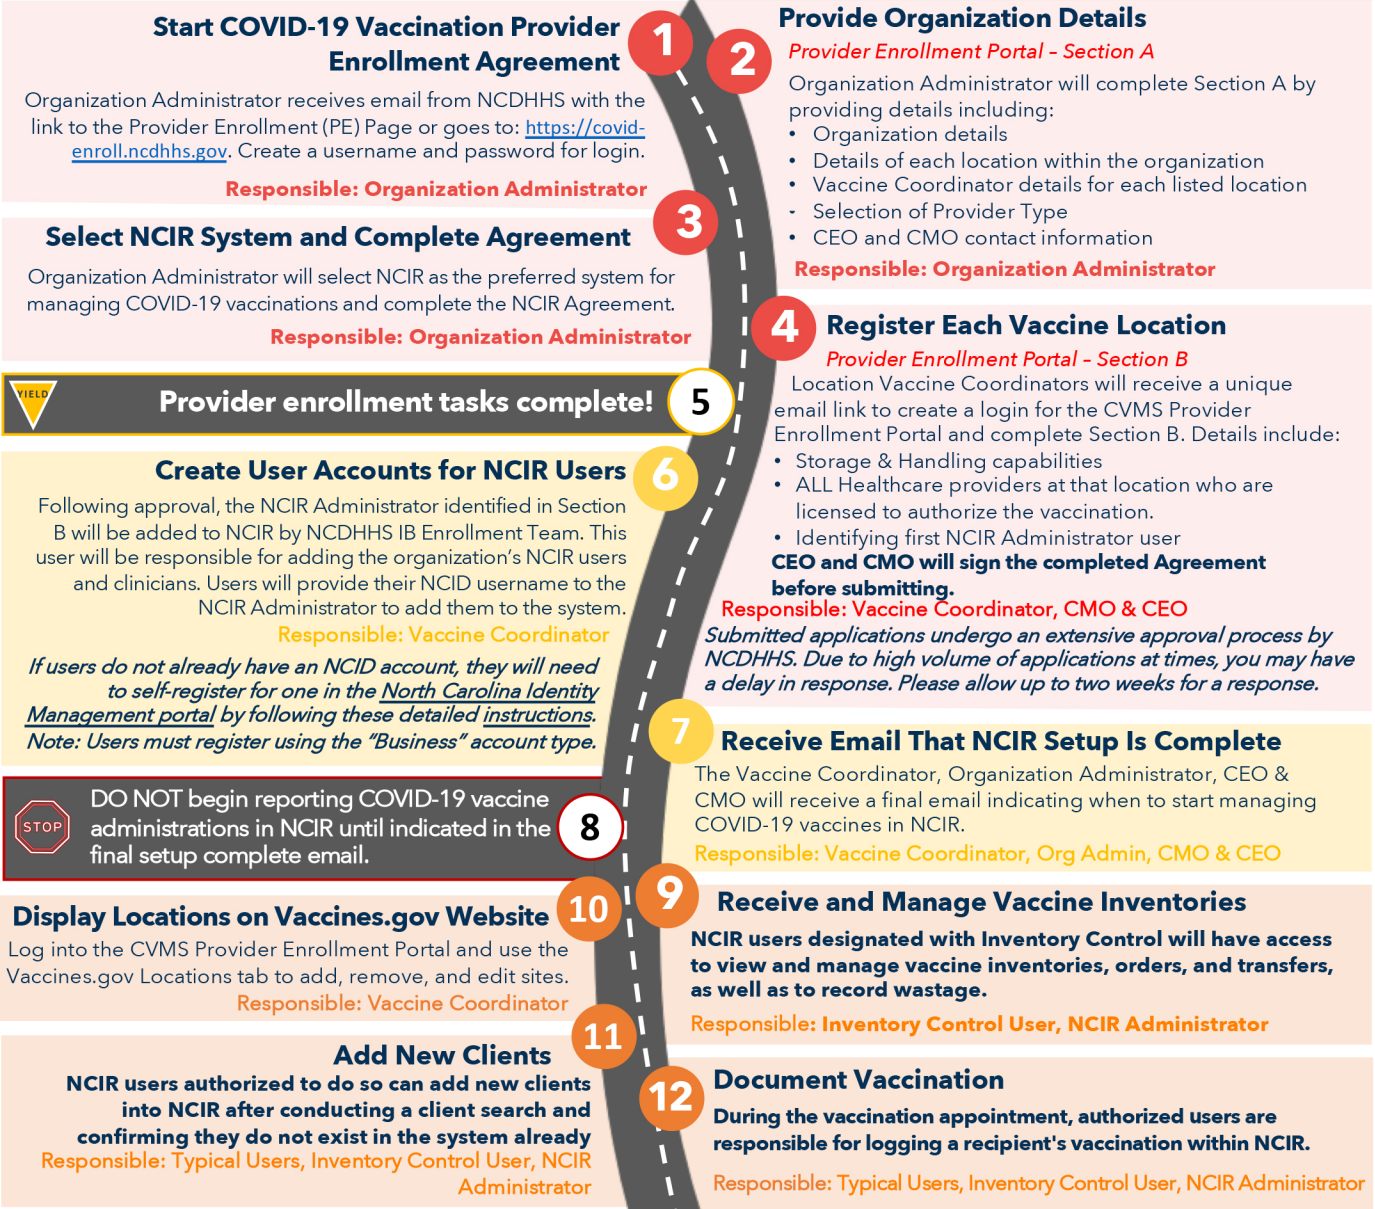 Start COVID-19 Vaccination Provider
Enrollment Agreement
Organization Administrator receives email from NCDHHS with the
link to the Provider Enrollment (PE) Page or goes to: https://covid-
enroll.ncdhhs.gov. Create a username and password for login.
Responsible: Organization Administrator
1
2
Provide Organization Details
Provider Enrollment Portal – Section A
Organization Administrator will complete Section A by
providing details including:
• Organization details
• Details of each location within the organization
• Vaccine Coordinator details for each listed location
- Selection of Provider Type
• CEO and CMO contact information
Responsible: Organization Administrator
3
Select NCIR System and Complete Agreement
Organization Administrator will select NCIR as the preferred system for
managing COVID-19 vaccinations and complete the NCIR Agreement.
Responsible: Organization Administrator
4
Register Each Vaccine Location
Provider Enrollment Portal – Section B
Location Vaccine Coordinators will receive a unique
email link to create a login for the CVMS Provider
Enrollment Portal and complete Section B. Details include:
• Storage & Handling capabilities
• ALL Healthcare providers at that location who are
licensed to authorize the vaccination.
• Identifying first NCIR Administrator user
CEO and CMO will sign the completed Agreement
before submitting.
Responsible: Vaccine Coordinator, CMO & CEO
Submitted applications undergo an extensive approval process by
NCDHHS. Due to high volume of applications at times, you may have
a delay in response. Please allow up to two weeks for a response.
YIELD
Provider enrollment tasks complete!
5
Create User Accounts for NCIR Users
6
Following approval, the NCIR Administrator identified in Section
B will be added to NCIR by NCDHHS IB Enrollment Team. This
user will be responsible for adding the organization's NCIR users
and clinicians. Users will provide their NCID username to the
NCIR Administrator to add them to the system.
Responsible: Vaccine Coordinator
If users do not already have an NCID account, they will need
to self-register for one in the North Carolina Identity
Management portal by following these detailed instructions.
Note: Users must register using the "Business" account type.
7
Receive Email That NCIR Setup Is Complete
The Vaccine Coordinator, Organization Administrator, CEO &
CMO will receive a final email indicating when to start managing
COVID-19 vaccines in NCIR.
Responsible: Vaccine Coordinator, Org Admin, CMO & CEO
STOP
DO NOT begin reporting COVID-19 vaccine
administrations in NCIR until indicated in the
final setup complete email.
8
9
Receive and Manage Vaccine Inventories
NCIR users designated with Inventory Control will have access
to view and manage vaccine inventories, orders, and transfers,
as well as to record wastage.
Responsible: Inventory Control User, NCIR Administrator
10
Display Locations on Vaccines.gov Website
Log into the CVMS Provider Enrollment Portal and use the
Vaccines.gov Locations tab to add, remove, and edit sites.
Responsible: Vaccine Coordinator
11
Add New Clients
NCIR users authorized to do so can add new clients
into NCIR after conducting a client search and
confirming they do not exist in the system already
Responsible: Typical Users, Inventory Control User, NCIR
Administrator
12
Document Vaccination
During the vaccination appointment, authorized users are
responsible for logging a recipient's vaccination within NCIR.
Responsible: Typical Users, Inventory Control User, NCIR Administrator